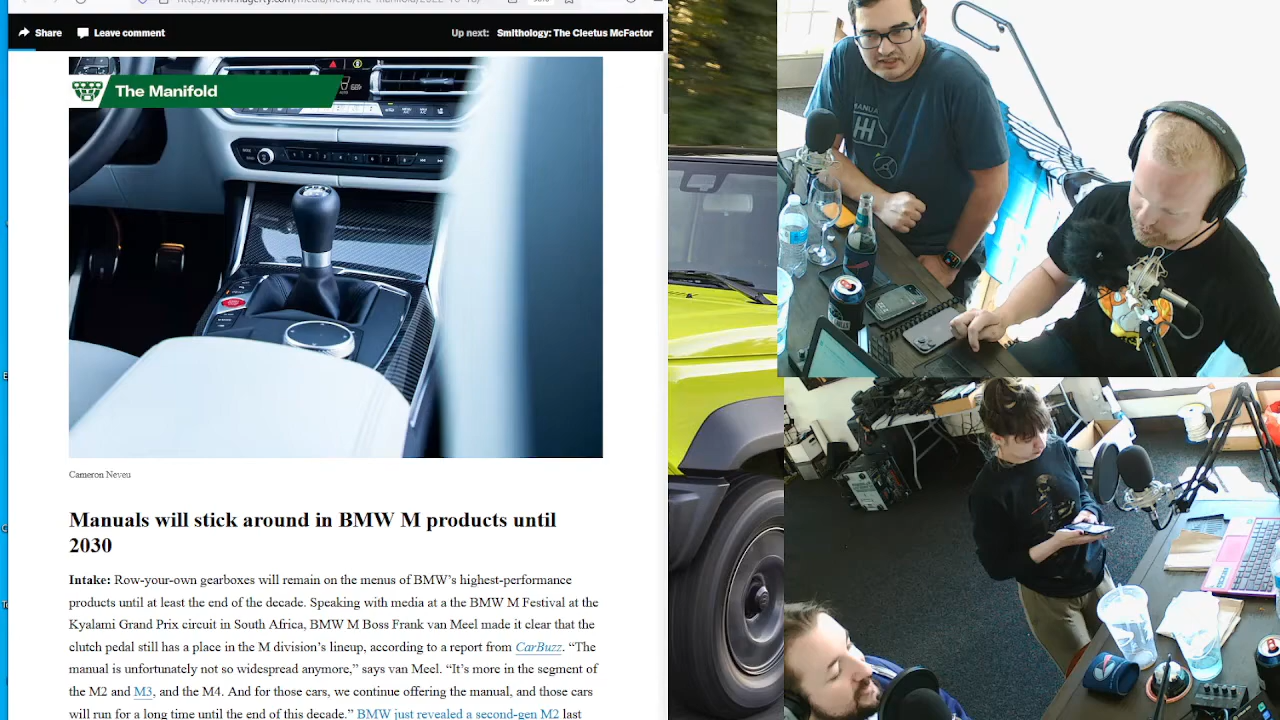 Share
Leave comment
Up next: Smithology: The Cleetus McFactor
The Manifold
Cameron Neveu
Manuals will stick around in BMW M products until
2030
Intake: Row-your-own gearboxes will remain on the menus of BMW's highest-performance
products until at least the end of the decade. Speaking with media at a the BMW M Festival at the
Kyalami Grand Prix circuit in South Africa, BMW M Boss Frank van Meel made it clear that the
clutch pedal still has a place in the M division's lineup, according to a report from CarBuzz. “The
manual is unfortunately not so widespread anymore,” says van Meel. “It's more in the segment of
the M2 and M3, and the M4. And for those cars, we continue offering the manual, and those cars
will run for a long time until the end of this decade.” BMW just revealed a second-gen M2 last
MANUAL